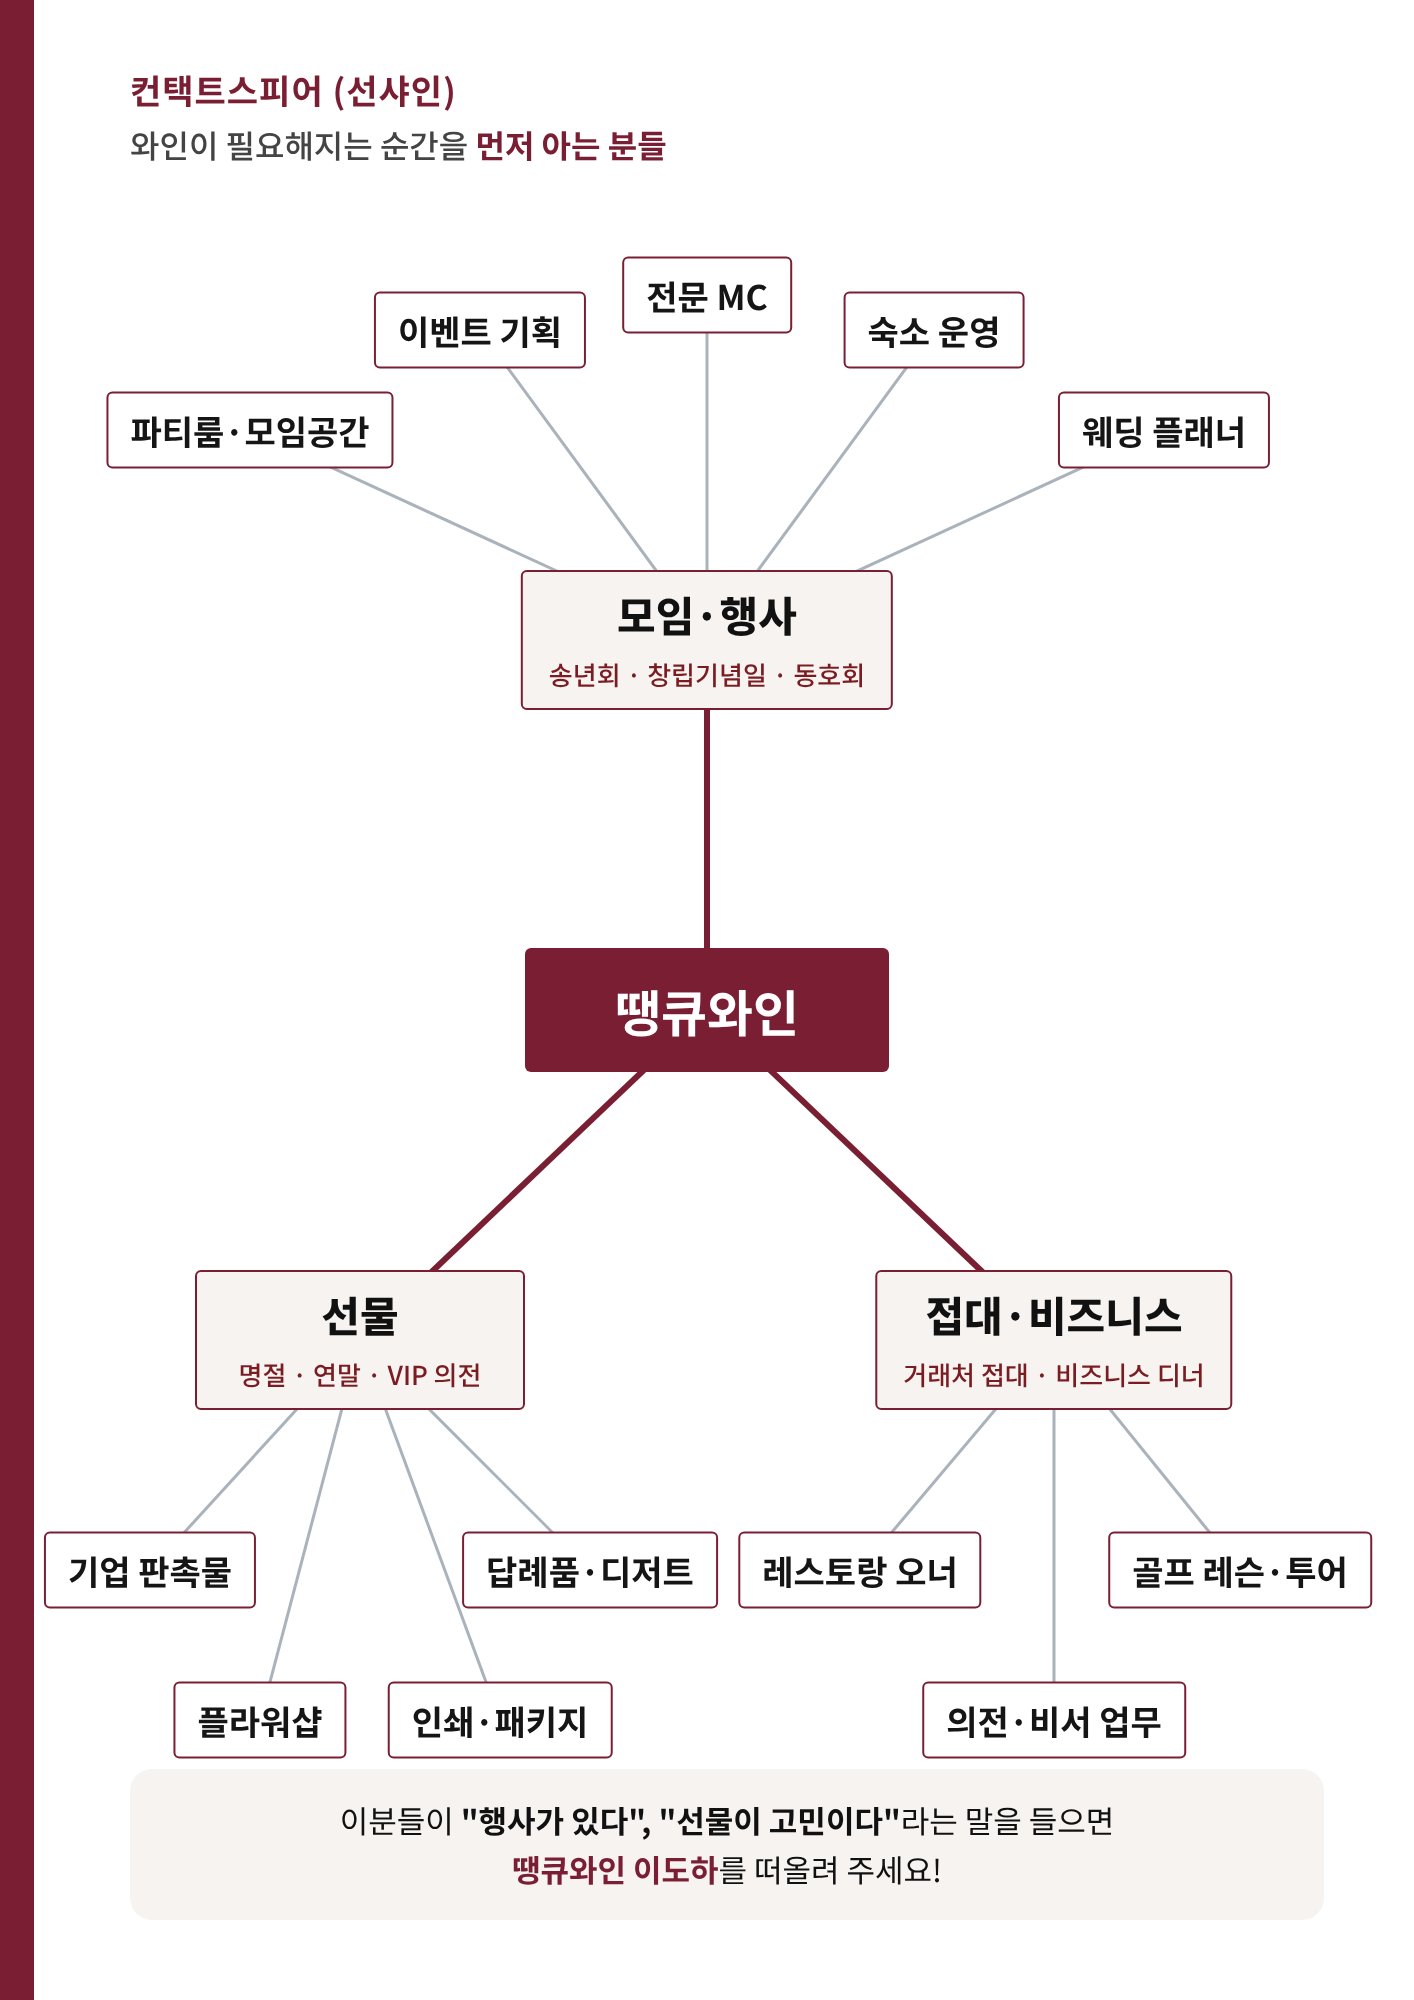 컨택트스피어 (선샤인)
와인이 필요해지는 순간을 먼저 아는 분들
전문 MC
이벤트 기획
숙소 운영
파티룸·모임공간
웨딩 플래너
모임·행사
송년회 · 창립기념일 · 동호회
땡큐와인
선물
명절 · 연말 · VIP 의전
접대·비즈니스
거래처 접대 · 비즈니스 디너
기업 판촉물
답례품·디저트
레스토랑 오너
골프 레슨·투어
플라워샵
인쇄·패키지
의전·비서 업무
이분들이 "행사가 있다", "선물이 고민이다"라는 말을 들으면
땡큐와인 이도하를 떠올려 주세요!